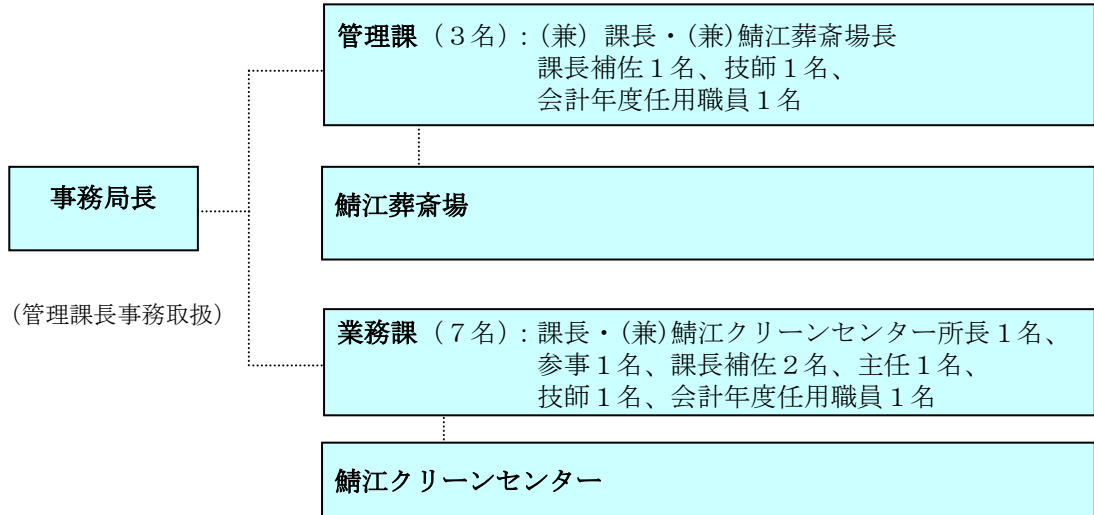 管理課（３名）：（兼）課長・（兼）鯖江葬斎場長
課長補佐１名、技師１名、
会計年度任用職員１名
事務局長
鯖江葬斎場
（管理課長事務取扱）
業務課（７名）：課長・（兼）鯖江クリーンセンター所長１名、
参事１名、課長補佐２名、主任１名、
技師１名、会計年度任用職員１名
鯖江クリーンセンター